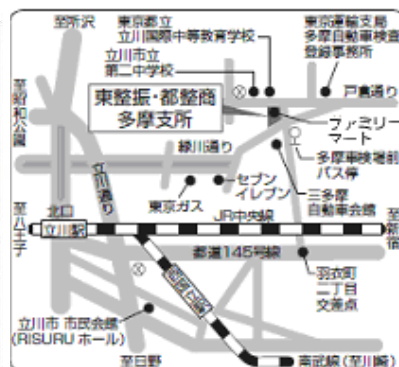 至所沢
東京都立
立川国際中等教育学校
立川市立
第二中学校
東京運輸支局
多摩自動車検査
登録事務所
東整振・都整商
多摩支所
戸倉通り
ファミリー
マート
多摩車検場前
バス停
三多摩
自動車会館
至昭和公園
緑川通り
立川通り
セブン
イレブン
東京ガス
北口
立川駅
JR中央線
至八王子
至新宿
都道145号線
羽衣町
二丁目
交差点
立川市 市民会館
(RISURUホール)
至日野
南武線(至川崎)